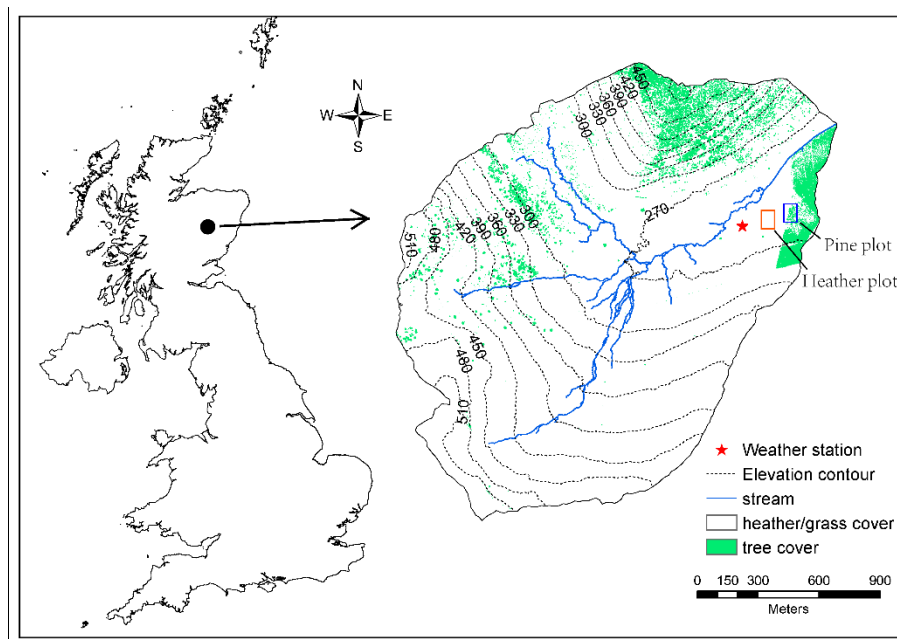 N
W E
S
450
420
390
360
330
300
270
300
330
360
390
420
480
510
450
480
510
Pine plot
Heather plot
Weather station
Elevation contour
stream
heather/grass cover
tree cover
0 150 300 600 900
Meters